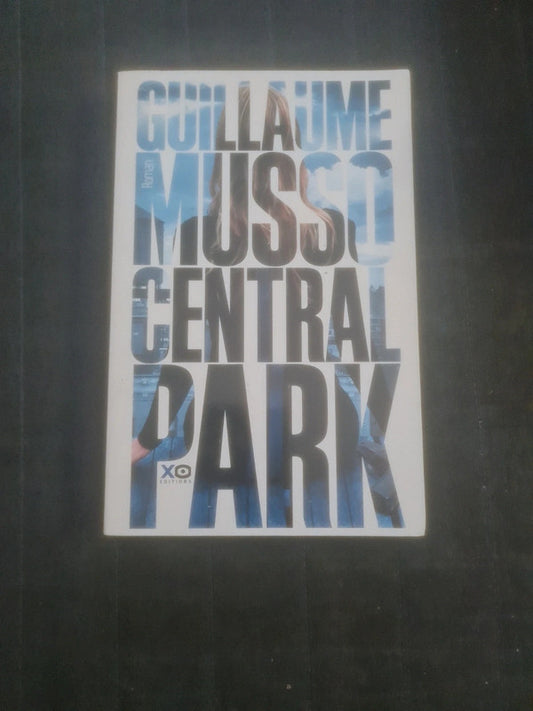 GUILLAUME
Roman
MUSSO
CENTRAL
PARK
XO
EDITIONS